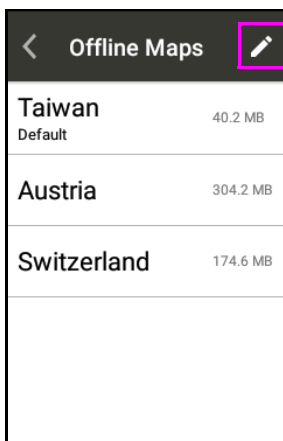 Offline Maps
Taiwan 40.2 MB
Default
Austria 304.2 MB
Switzerland 174.6 MB